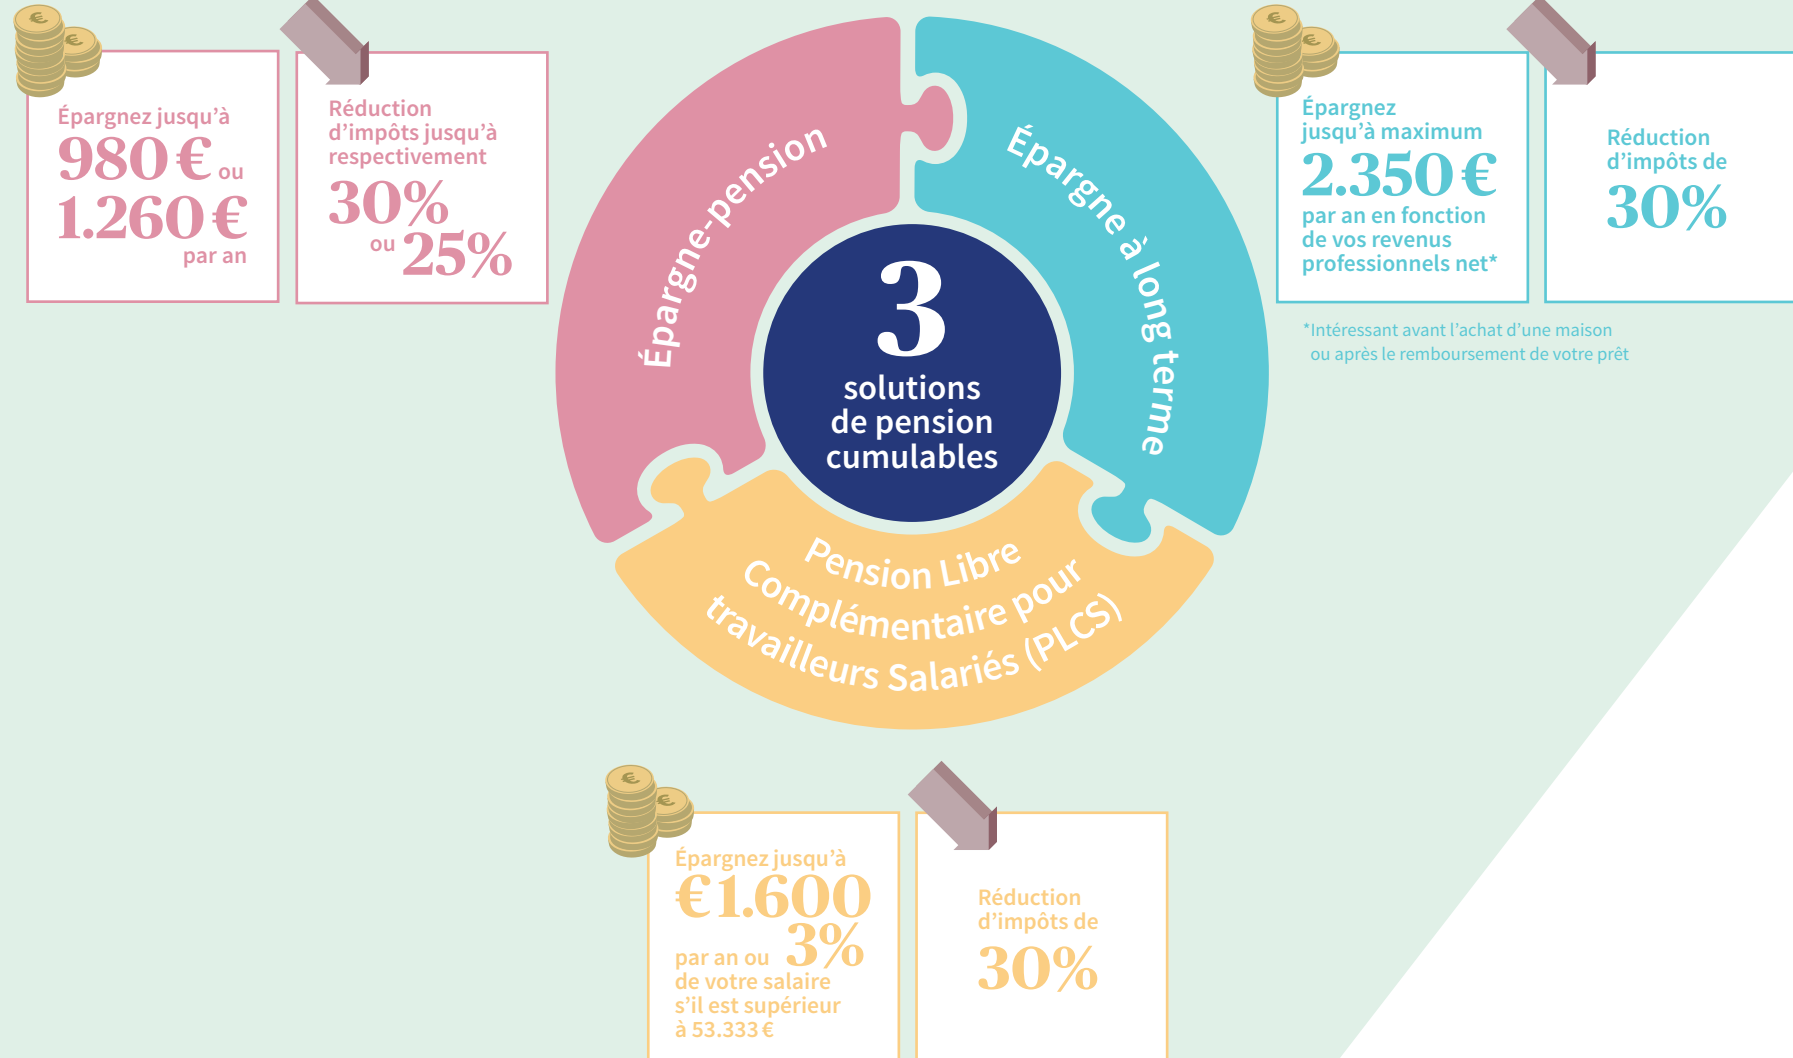 Épargnez jusqu’à
980 € ou
1.260 €
par an
Réduction
d’impôts jusqu’à
respectivement
30%
ou 25%
Épargne-pension
Épargne à long terme
3
solutions
de pension
cumulables
Pension Libre
Complémentaire pour
travailleurs Salariés (PLCS)
Épargnez
jusqu’à maximum
2.350 €
par an en fonction
de vos revenus
professionnels net*
Réduction
d’impôts de
30%
*Intéressant avant l’achat d’une maison
ou après le remboursement de votre prêt
Épargnez jusqu’à
€ 1.600
par an ou 3%
de votre salaire
s’il est supérieur
à 53.333 €
Réduction
d’impôts de
30%